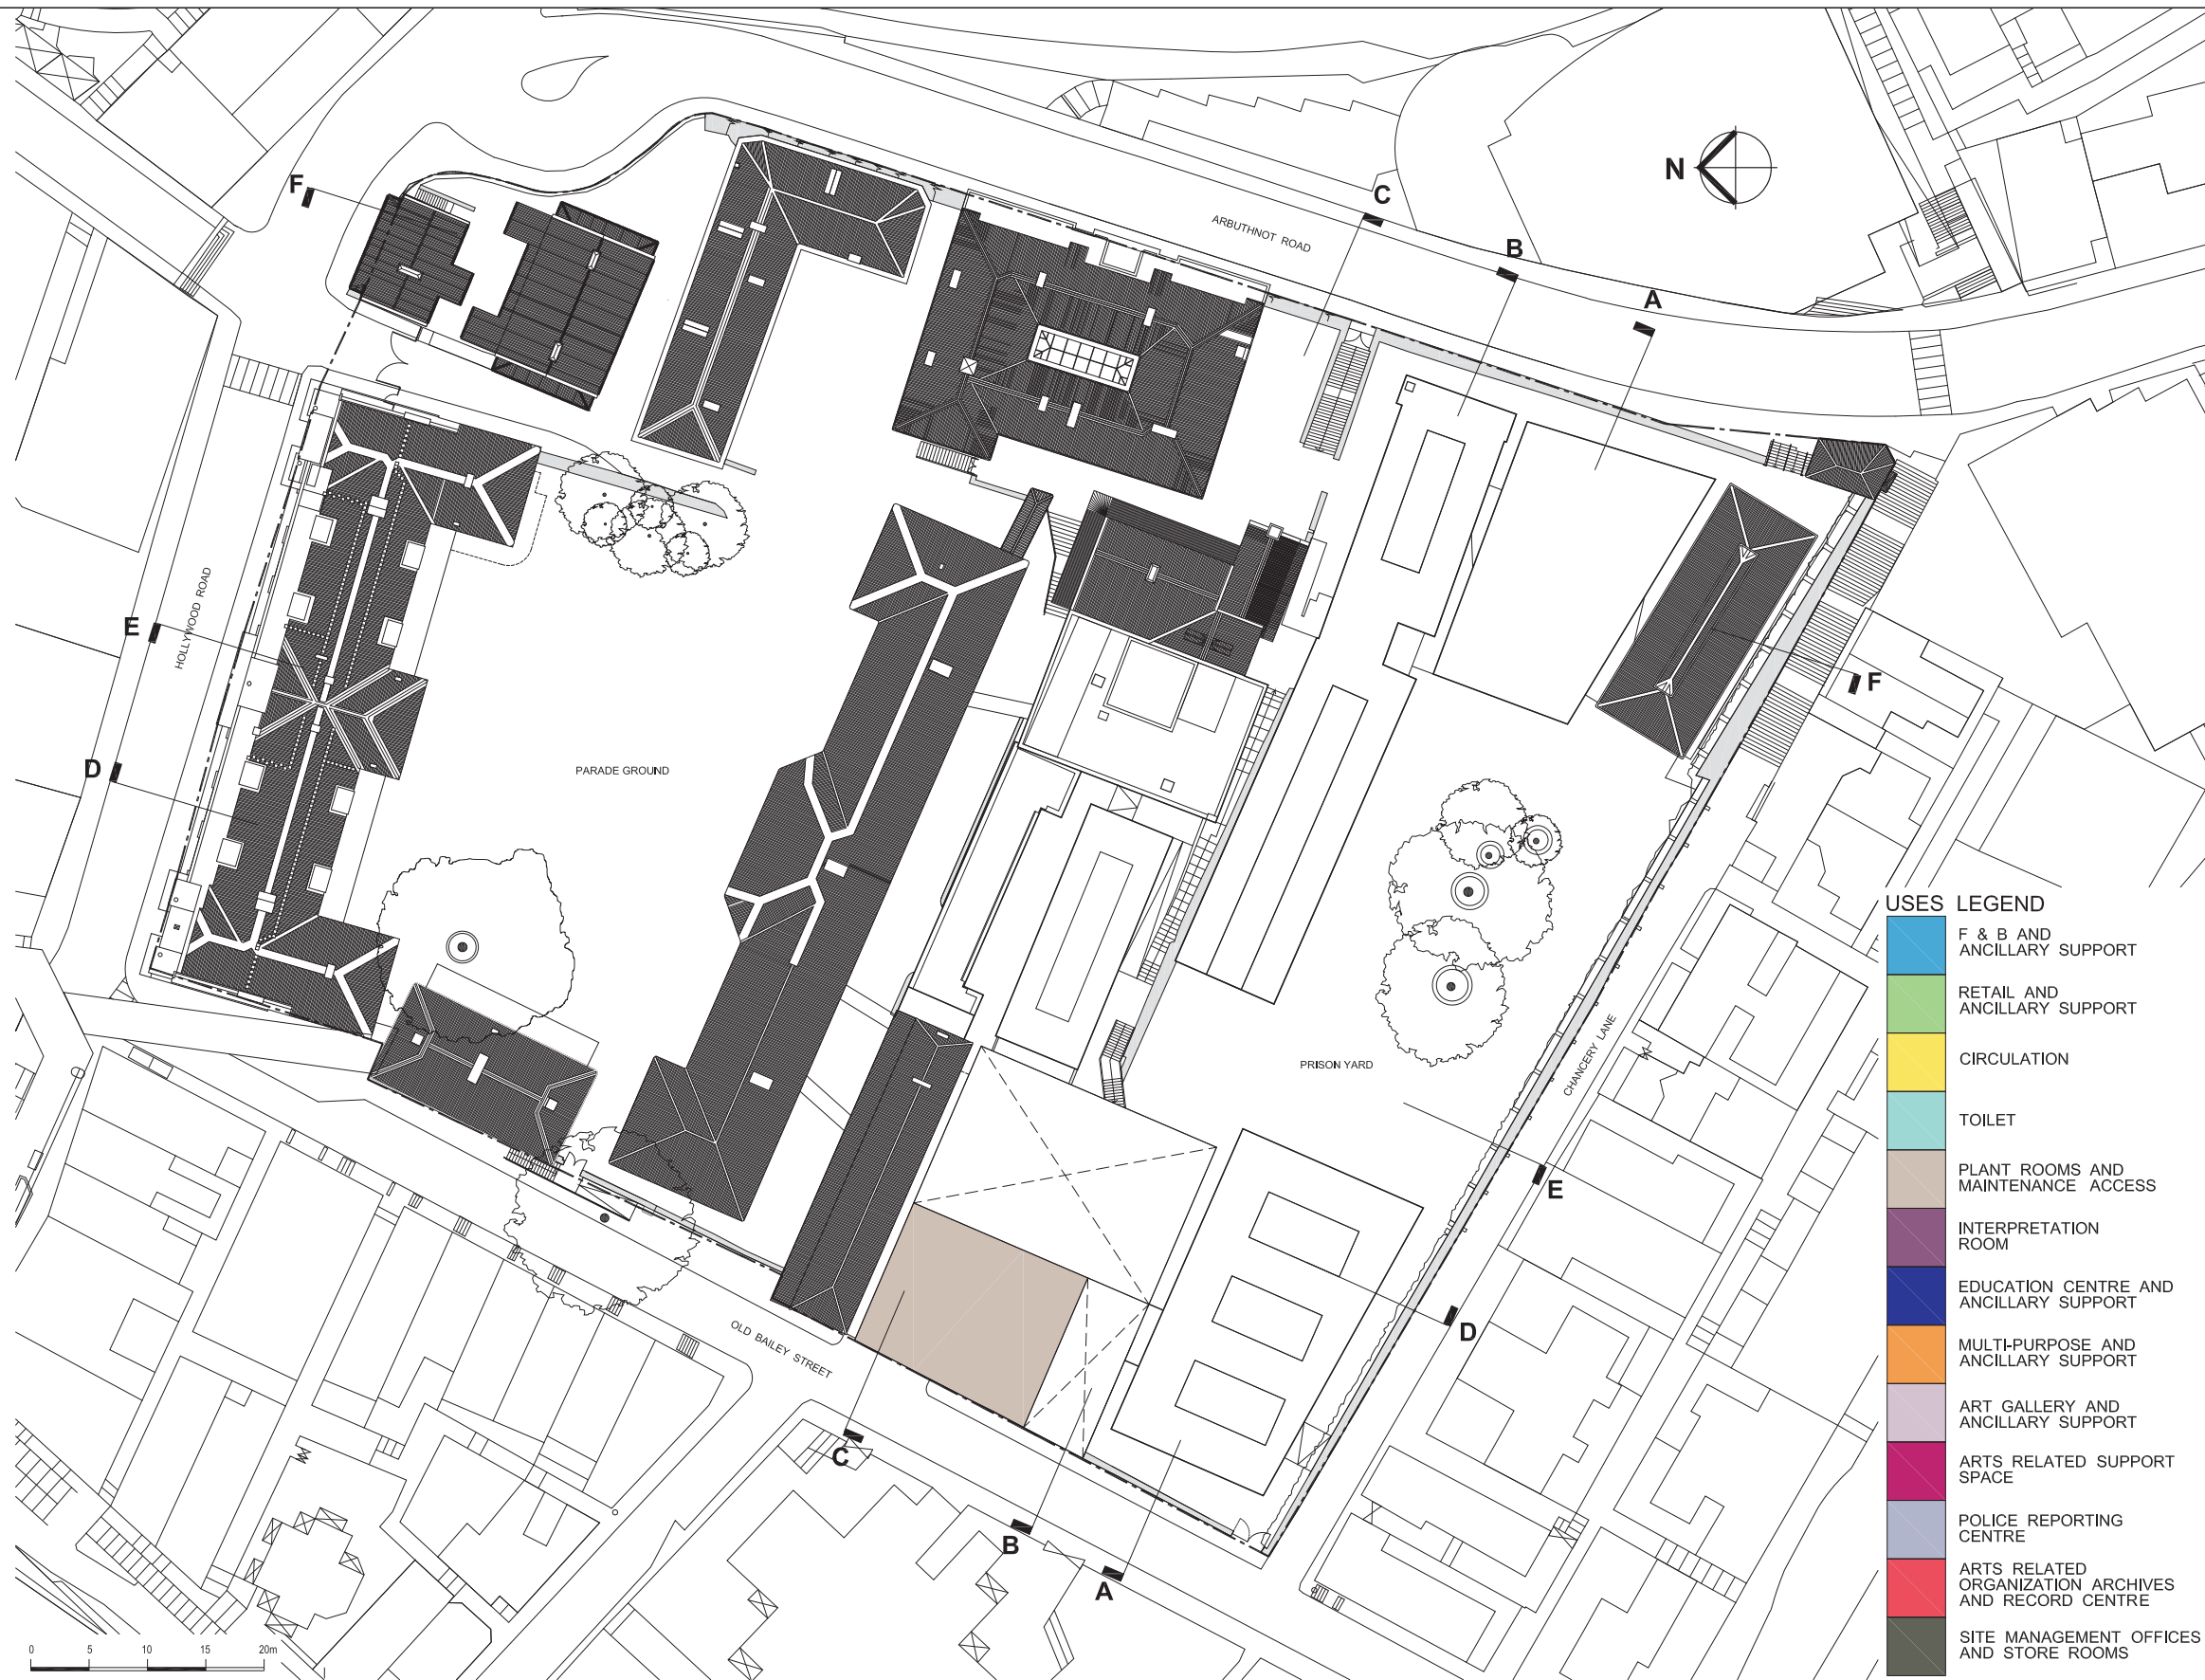 F
N
C
ARBUTHNOT ROAD
B
A
HOLLYWOOD ROAD
E
F
D
PARADE GROUND
PRISON YARD
CHANCERY LANE
E
D
OLD BAILEY STREET
C
B
A
USES LEGEND
F & B AND
ANCILLARY SUPPORT
RETAIL AND
ANCILLARY SUPPORT
CIRCULATION
TOILET
PLANT ROOMS AND
MAINTENANCE ACCESS
INTERPRETATION
ROOM
EDUCATION CENTRE AND
ANCILLARY SUPPORT
MULTI-PURPOSE AND
ANCILLARY SUPPORT
ART GALLERY AND
ANCILLARY SUPPORT
ARTS RELATED SUPPORT
SPACE
POLICE REPORTING
CENTRE
ARTS RELATED
ORGANIZATION ARCHIVES
AND RECORD CENTRE
SITE MANAGEMENT OFFICES
AND STORE ROOMS
0 5 10 15 20m